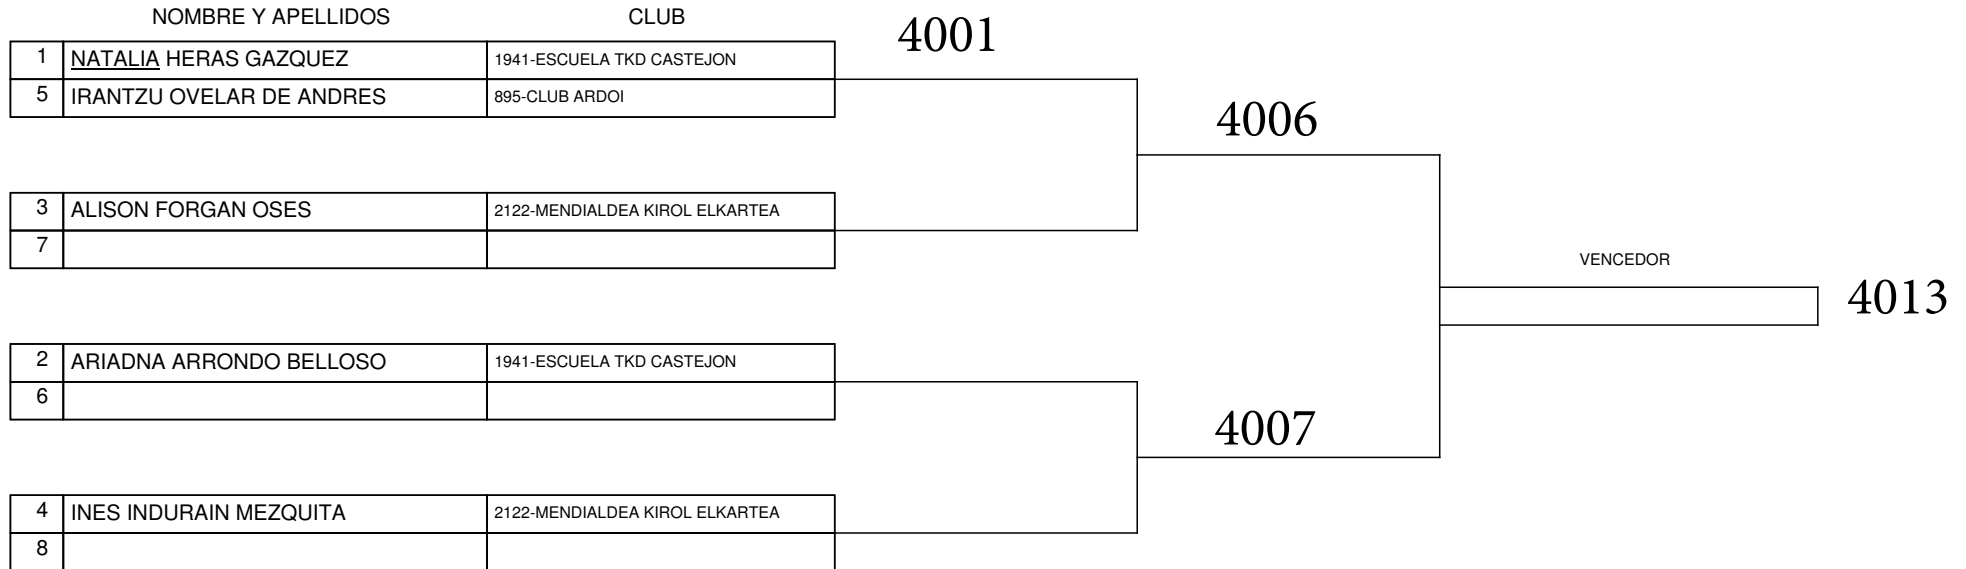 NOMBRE Y APELLIDOS CLUB
4001
1 NATALIA HERAS GAZQUEZ 1941-ESCUELA TKD CASTEJON
5 IRANTZU OVELAR DE ANDRES 895-CLUB ARDOI
4006
3 ALISON FORGAN OSES 2122-MENDIALDEA KIROL ELKARTEA
7
VENCEDOR
4013
2 ARIADNA ARRONDO BELLOSO 1941-ESCUELA TKD CASTEJON
6
4007
4 INES INDURAIN MEZQUITA 2122-MENDIALDEA KIROL ELKARTEA
8